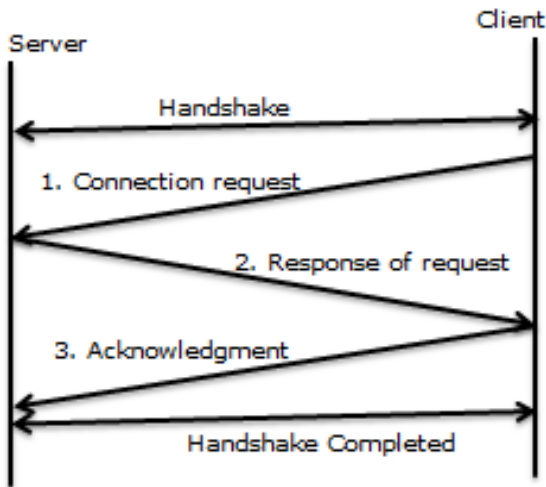 Server
Client
Handshake
1. Connection request
2. Response of request
3. Acknowledgment
Handshake Completed